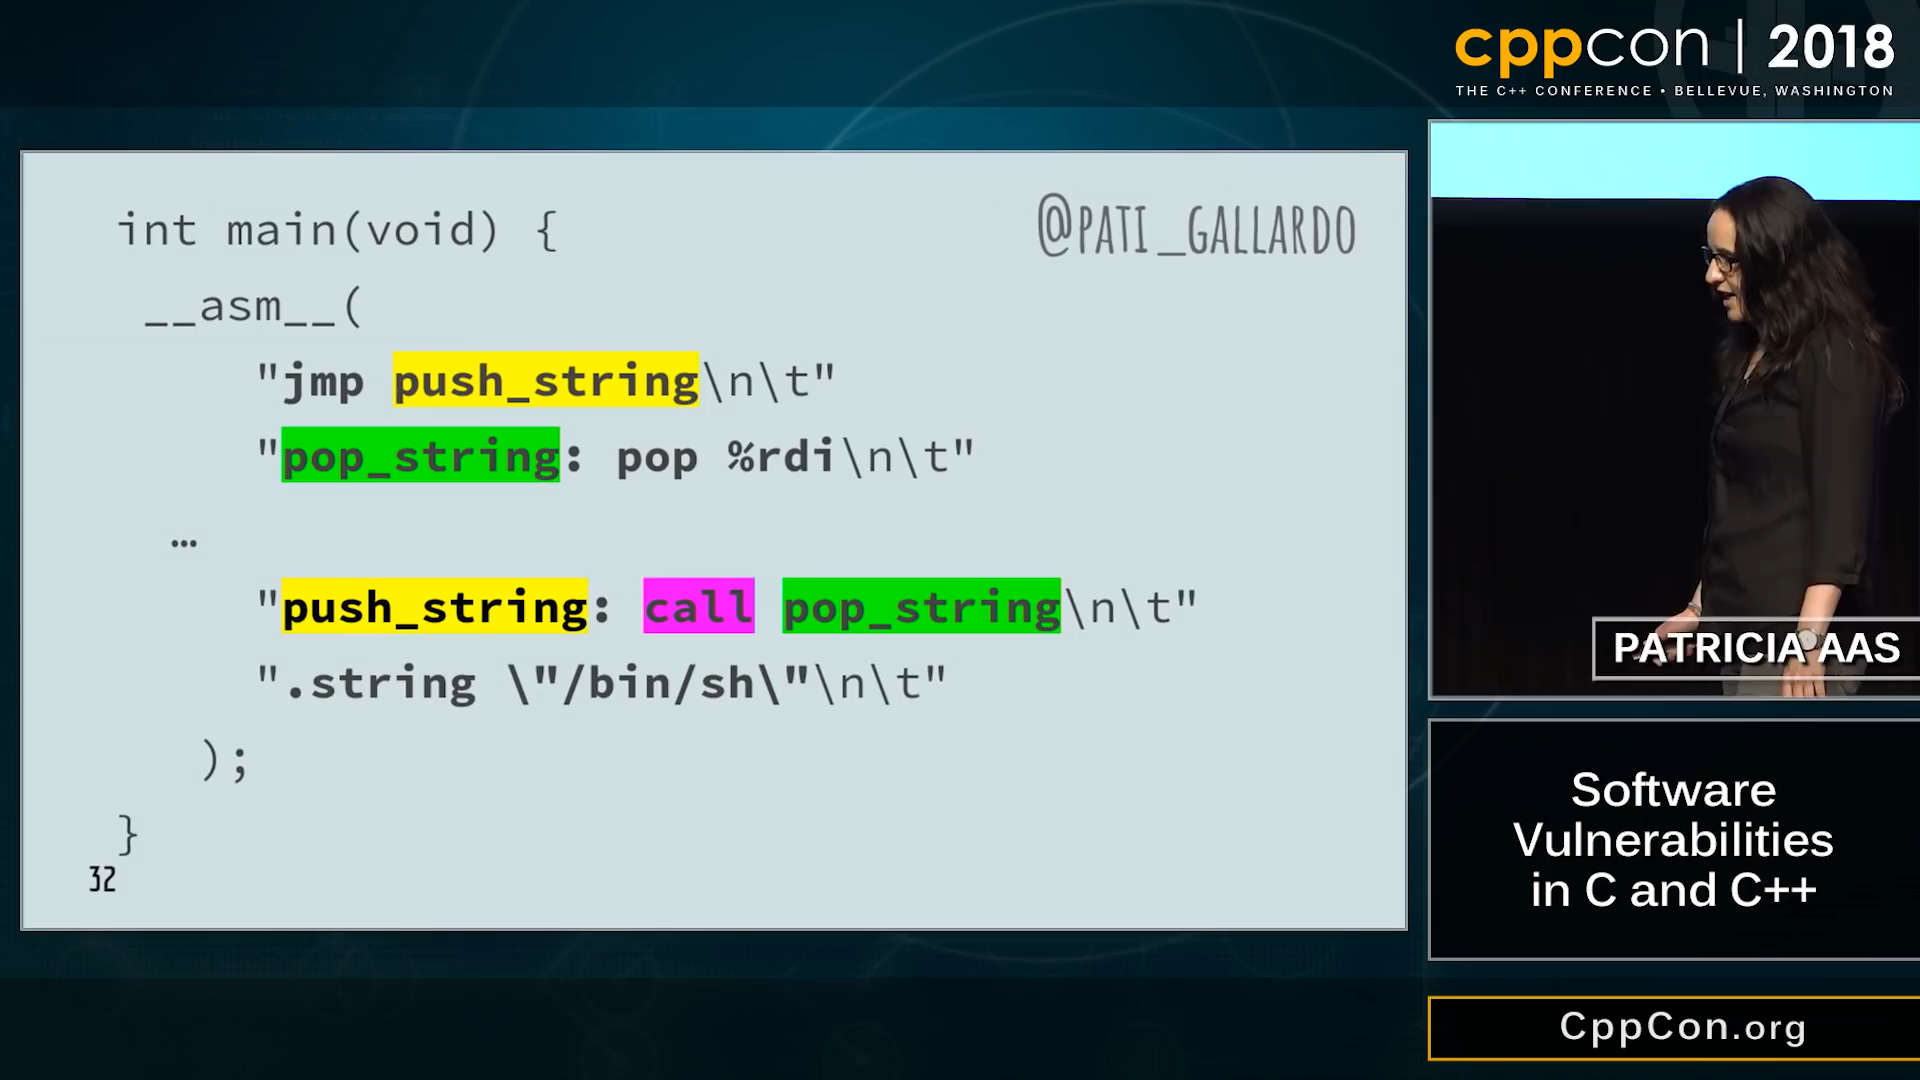 cppcon | 2018
THE C++ CONFERENCE • BELLEVUE, WASHINGTON
@PATI_GALLARDO
int main(void) {
__asm__(
"jmp push_string\n\t"
"pop_string: pop %rdi\n\t"
…
"push_string: call pop_string\n\t"
".string \"/bin/sh\"\n\t"
);
}
32
PATRICIA AAS
Software
Vulnerabilities
in C and C++
CppCon.org